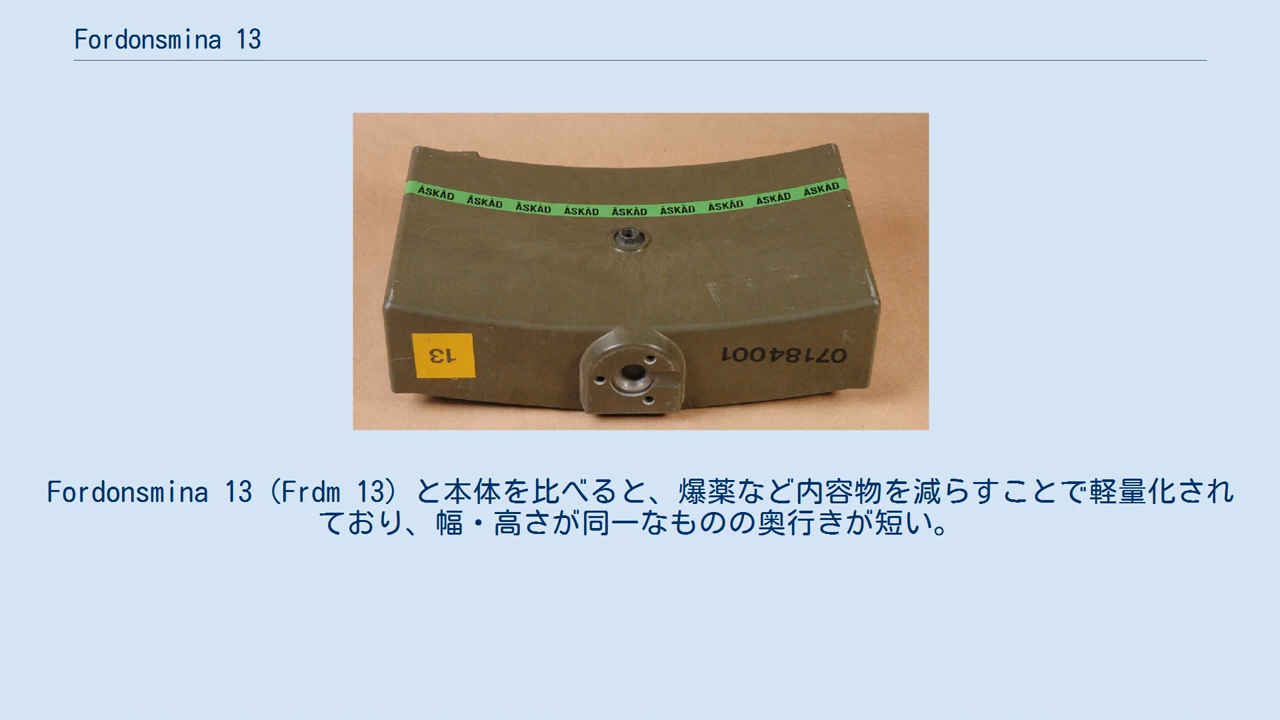 Fordonsmina 13
ÅSKÅD ÅSKÅD ÅSKÅD ÅSKÅD ÅSKÅD ÅSKÅD ÅSKÅD ÅSKÅD ÅSKÅD
13
07184001
Fordonsmina 13 (Frdm 13) と本体を比べると、爆薬など内容物を減らすことで軽量化され
ており、幅・高さが同一なものの奥行きが短い。